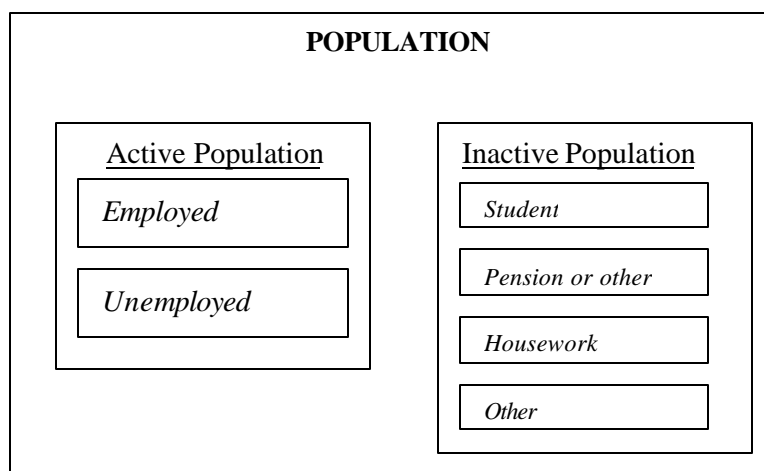 POPULATION
Active Population
Employed
Unemployed
Inactive Population
Student
Pension or other
Housework
Other